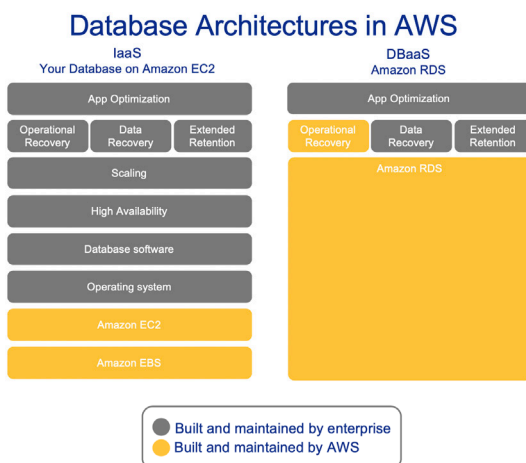 Database Architectures in AWS
IaaS
Your Database on Amazon EC2
App Optimization
Operational
Recovery
Data
Recovery
Extended
Retention
Scaling
High Availability
Database software
Operating system
Amazon EC2
Amazon EBS
DBaaS
Amazon RDS
App Optimization
Operational
Recovery
Data
Recovery
Extended
Retention
Amazon RDS
Built and maintained by enterprise
Built and maintained by AWS